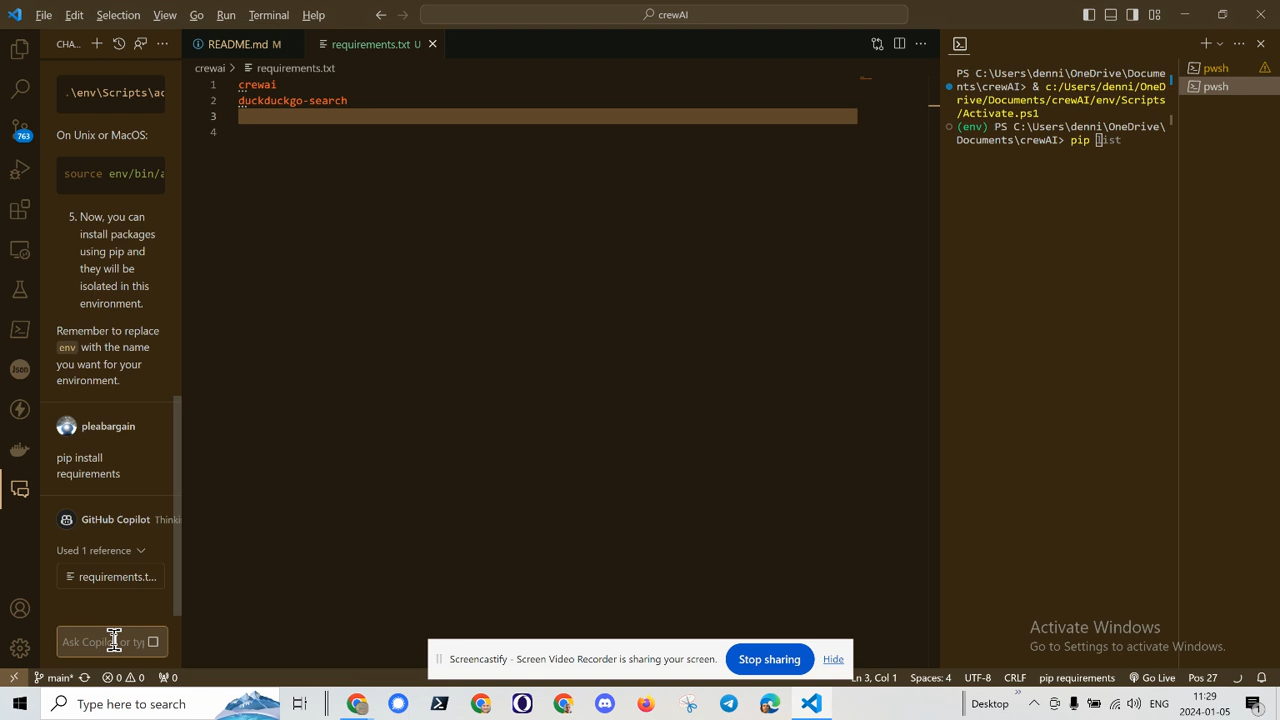 File Edit Selection View Go Run Terminal Help
crewAI
CHA...
README.md M
requirements.txt U
crewai > requirements.txt
.\env\Scripts\ac
On Unix or MacOS:
source env/bin/a
5. Now, you can
install packages
using pip and
they will be
isolated in this
environment.
Remember to replace
env with the name
you want for your
environment.
pleabargain
pip install
requirements
GitHub Copilot Thinki
Used 1 reference
requirements.t...
Ask Copil or typ
763
Json
1 crewai
2 duckduckgo-search
3
4
PS C:\Users\denni\OneDrive\Docume
nts\crewAI> & c:/Users/denni/OneD
rive/Documents/crewAI/env/Scripts
/Activate.ps1
(env) PS C:\Users\denni\OneDrive\
Documents\crewAI> pip list
pwsh
pwsh
Activate Windows
Go to Settings to activate Windows.
Screencastify - Screen Video Recorder is sharing your screen.
Stop sharing
Hide
main* 0 0 0
Ln 3, Col 1 Spaces: 4 UTF-8 CRLF pip requirements Go Live Pos 27
Type here to search
Desktop
ENG
11:29
2024-01-05
1